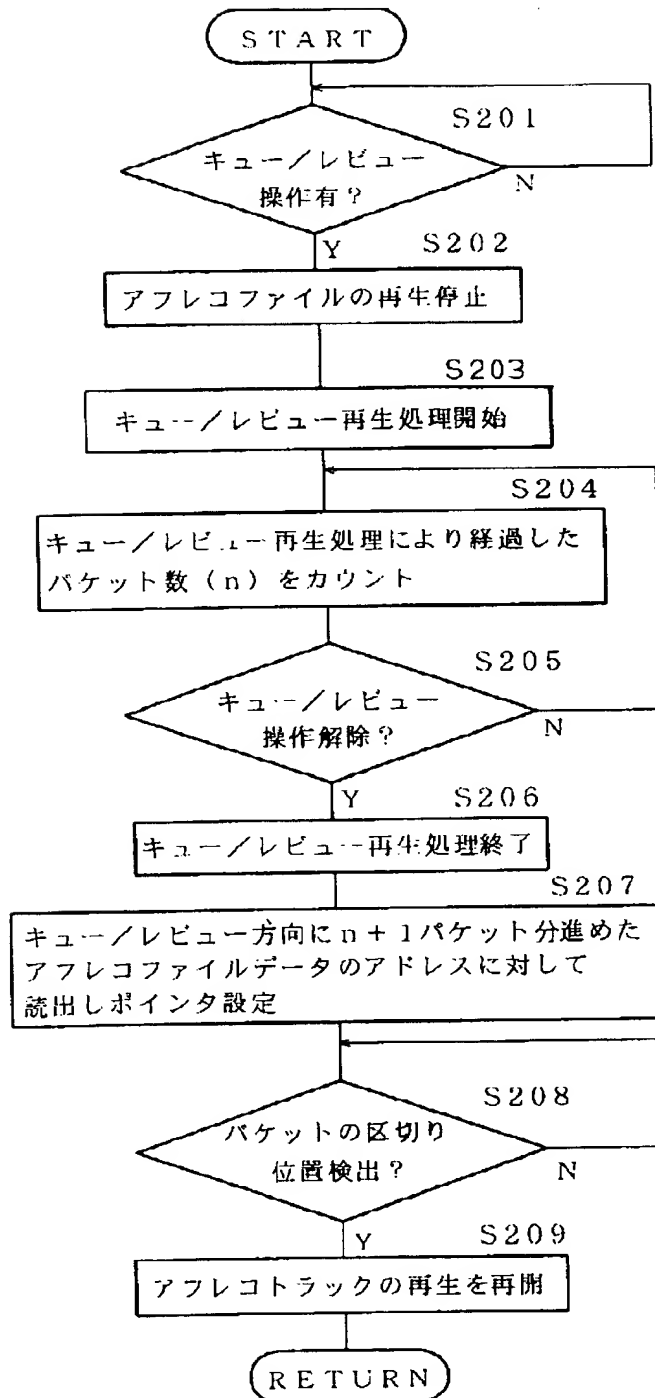 START
S201
キュー／レビュー
操作有？
N
Y
S202
アフレコファイルの再生停止
S203
キュー／レビュー再生処理開始
S204
キュー／レビュー再生処理により経過した
パケット数（n）をカウント
S205
キュー／レビュー
操作解除？
N
Y
S206
キュー／レビュー再生処理終了
S207
キュー／レビュー方向にn＋1パケット分進めた
アフレコファイルデータのアドレスに対して
読出しポインタ設定
S208
パケットの区切り
位置検出？
N
Y
S209
アフレコトラックの再生を再開
RETURN